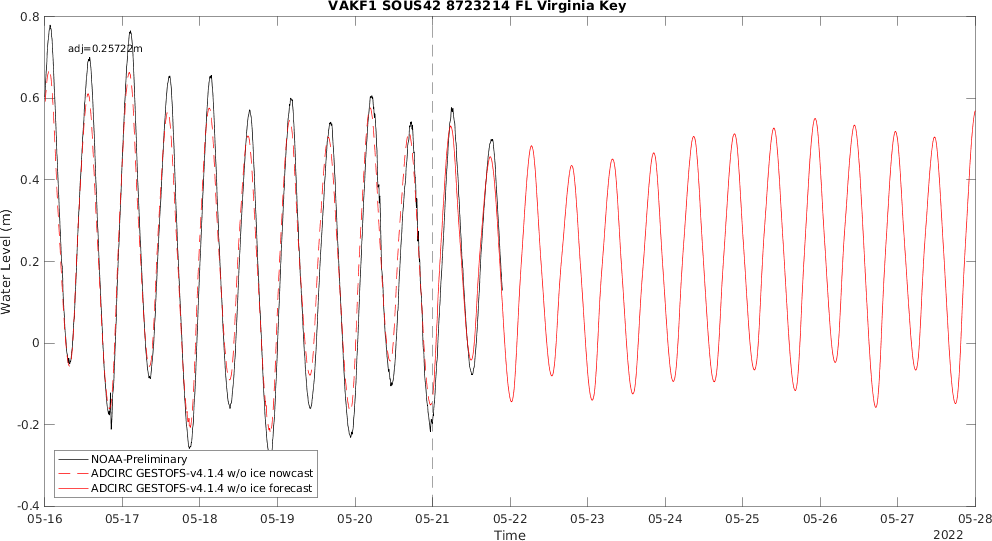 VAKF1 SOUS42 8723214 FL Virginia Key
adj=0.25722m
Water Level (m)
0.8
0.6
0.4
0.2
0
-0.2
-0.4
NOAA-Preliminary
ADCIRC GESTOFS-v4.1.4 w/o ice nowcast
ADCIRC GESTOFS-v4.1.4 w/o ice forecast
05-16 05-17 05-18 05-19 05-20 05-21 05-22 05-23 05-24 05-25 05-26 05-27 05-28
Time
2022